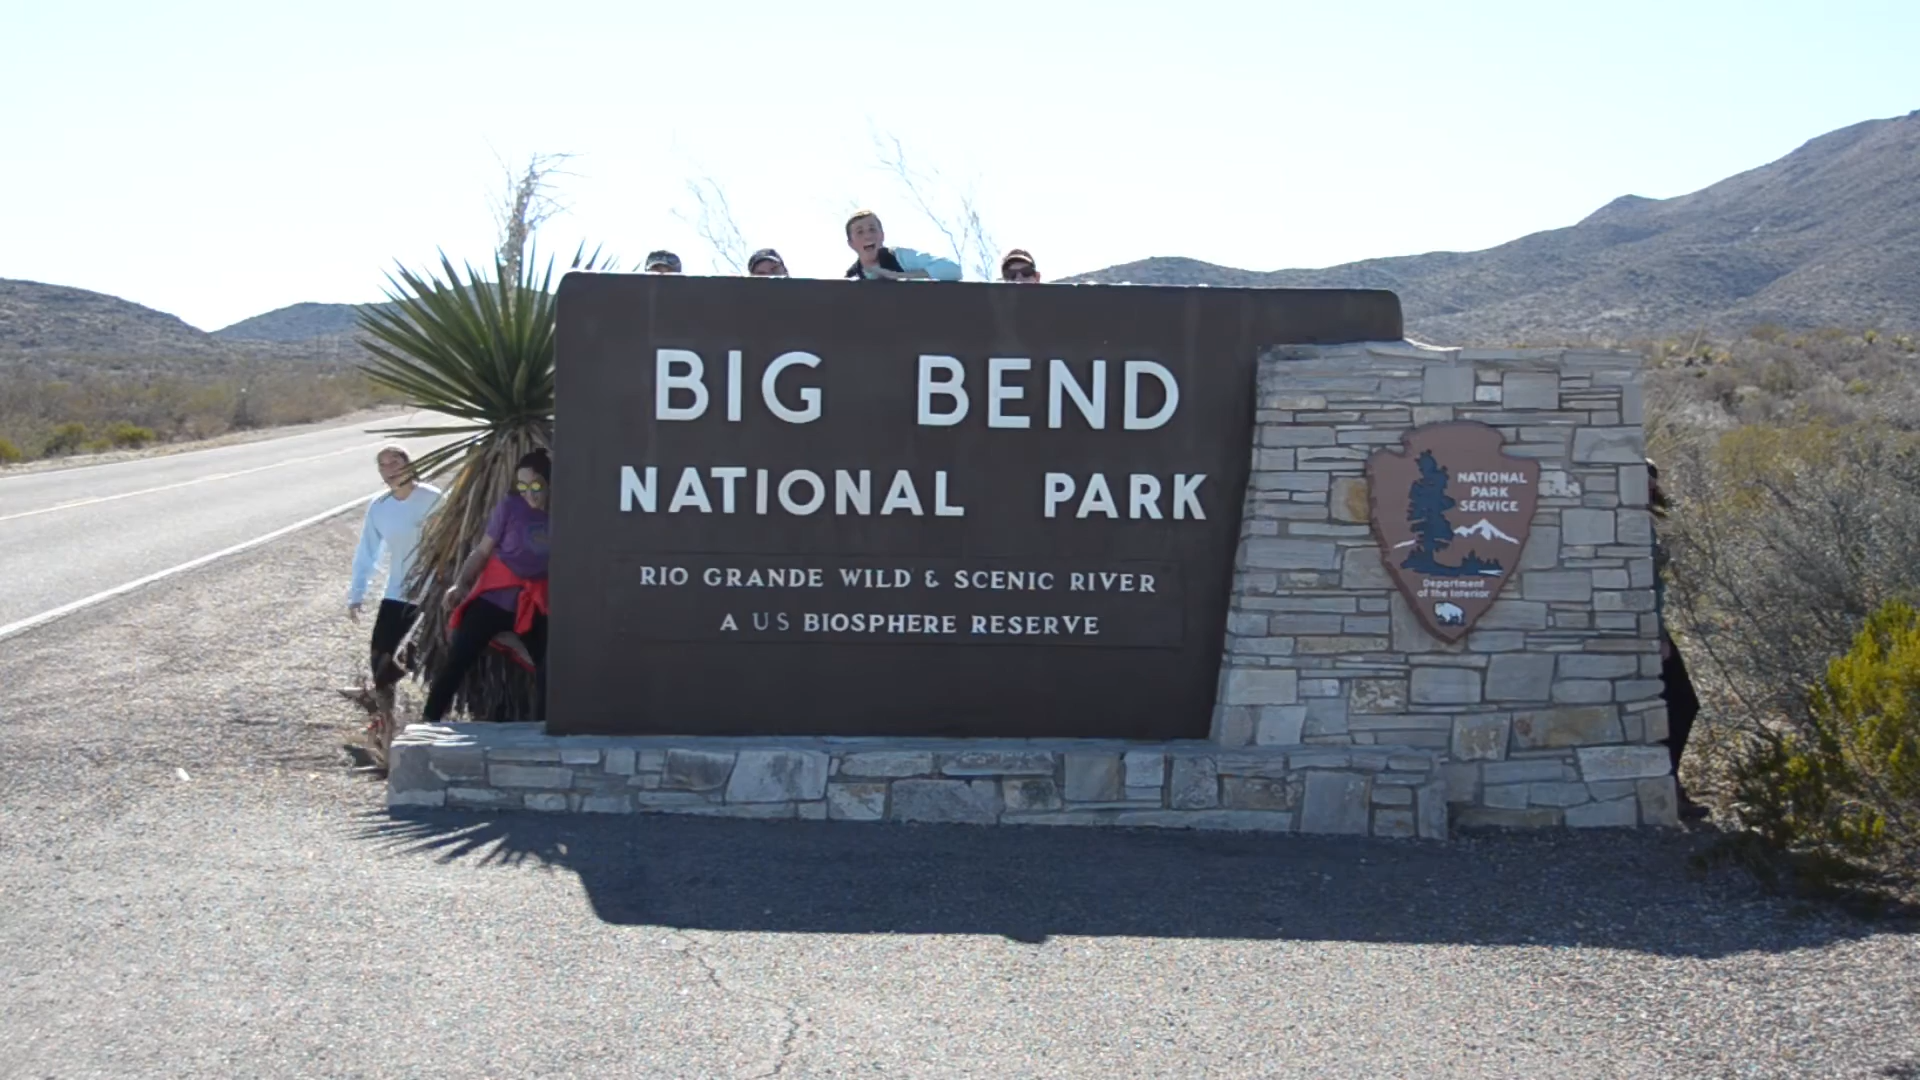 BIG BEND
NATIONAL PARK
RIO GRANDE WILD & SCENIC RIVER
A US BIOSPHERE RESERVE
NATIONAL
PARK
SERVICE
Department
of the Interior